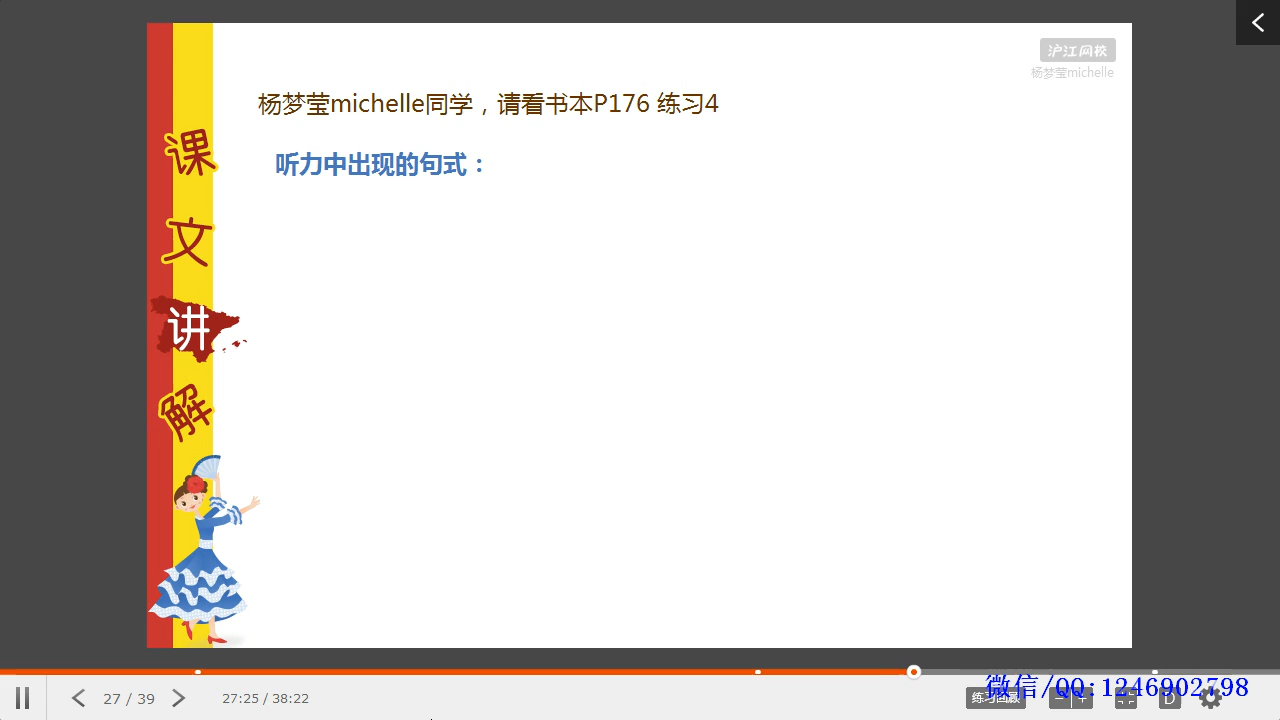 沪江网校
杨梦莹michelle
杨梦莹michelle同学，请看书本P176 练习4
听力中出现的句式：
课
文
讲
解
27 / 39
27:25 / 38:22
练习回顾
D
微信/QQ:1246902798